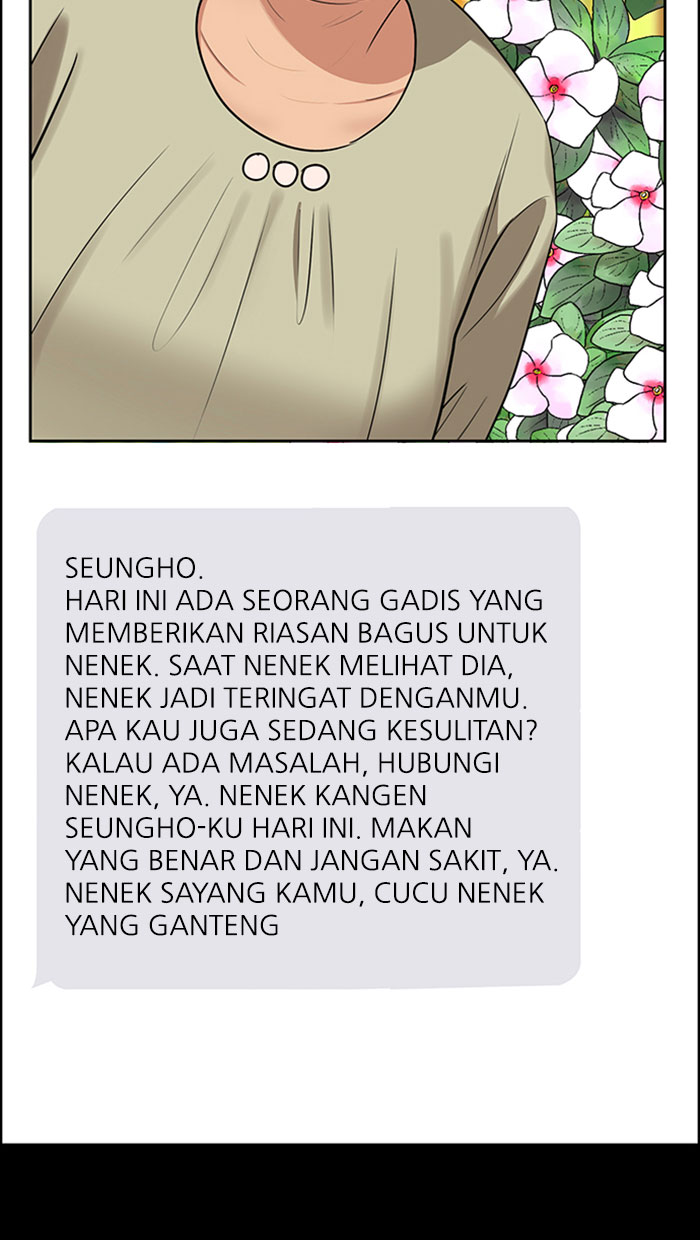 SEUNGHO.
HARI INI ADA SEORANG GADIS YANG
MEMBERIKAN RIASAN BAGUS UNTUK
NENEK. SAAT NENEK MELIHAT DIA,
NENEK JADI TERINGAT DENGANMU.
APA KAU JUGA SEDANG KESULITAN?
KALAU ADA MASALAH, HUBUNGI
NENEK, YA. NENEK KANGEN
SEUNGHO-KU HARI INI. MAKAN
YANG BENAR DAN JANGAN SAKIT, YA.
NENEK SAYANG KAMU, CUCU NENEK
YANG GANTENG